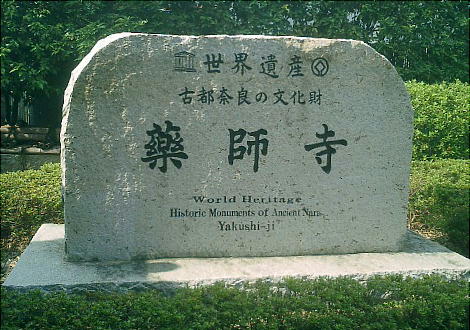 世界遺産
古都奈良の文化財
藥師寺
World Heritage
Historic Monuments of Ancient Nara
Yakushi-ji